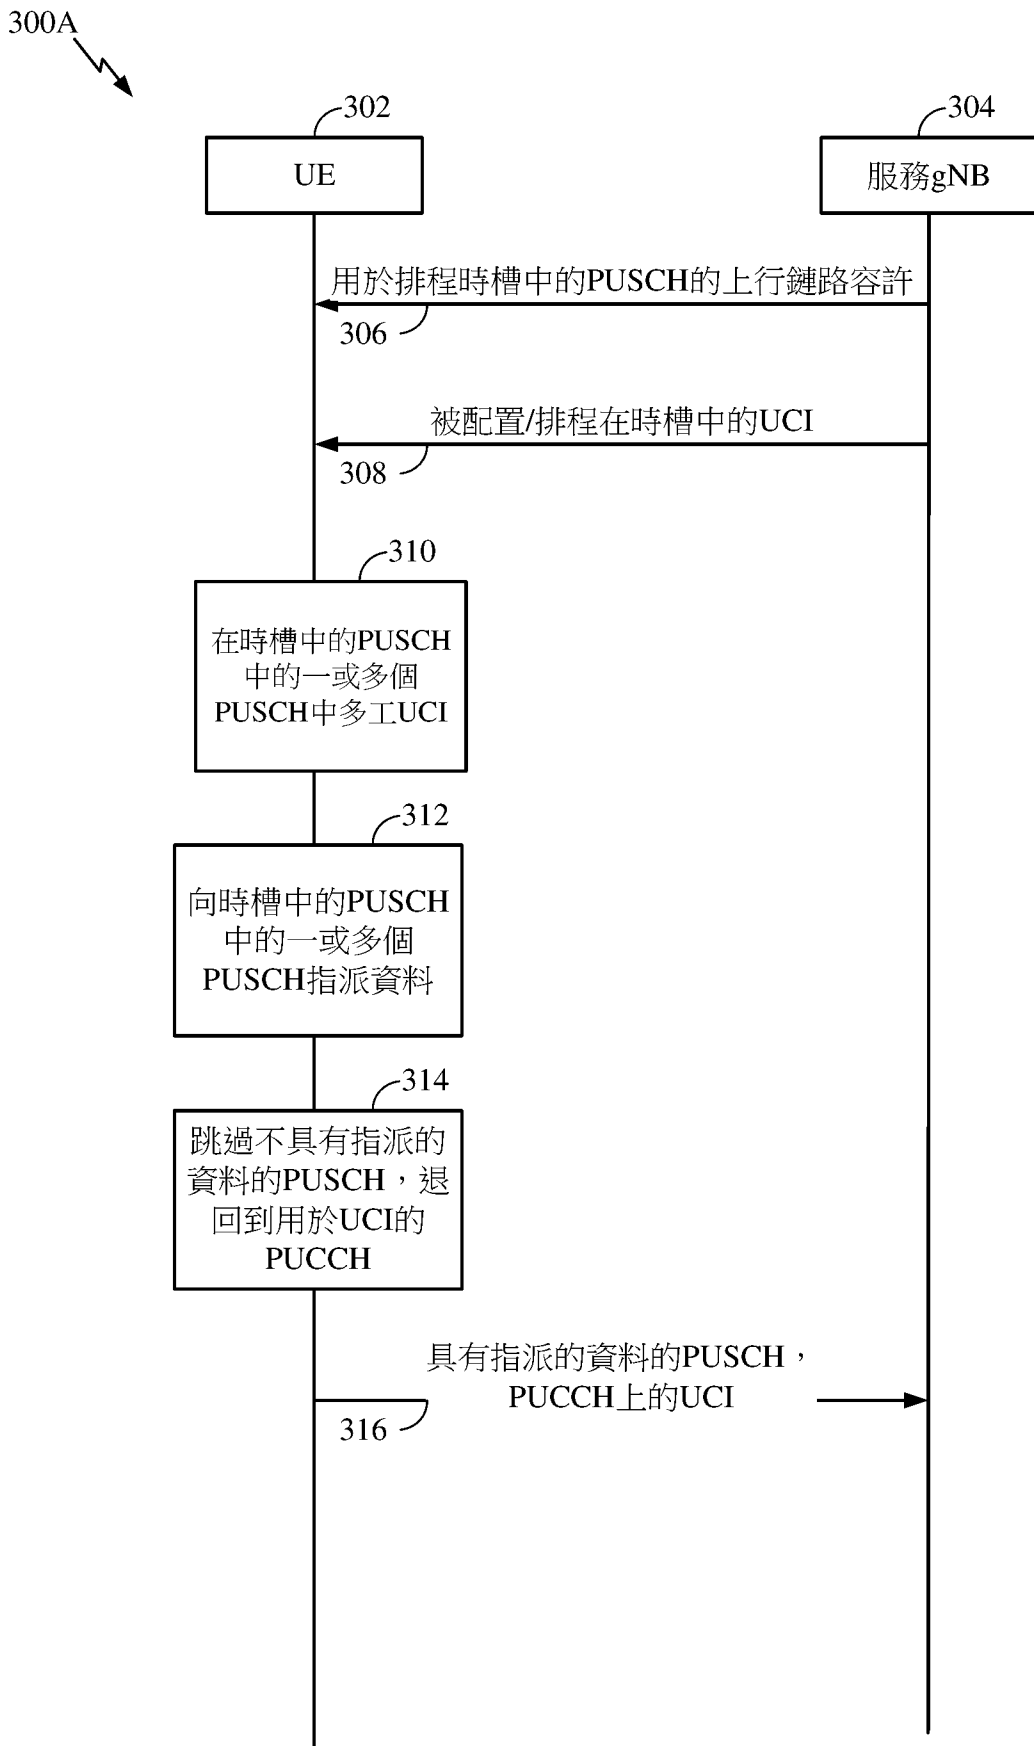 300A
302
304
UE
服務gNB
用於排程時槽中的PUSCH的上行鏈路容許
306
被配置/排程在時槽中的UCI
308
310
在時槽中的PUSCH
中的一或多個
PUSCH中多工UCI
312
向時槽中的PUSCH
中的一或多個
PUSCH指派資料
314
跳過不具有指派的
資料的PUSCH，退
回到用於UCI的
PUCCH
具有指派的資料的PUSCH，
PUCCH上的UCI
316